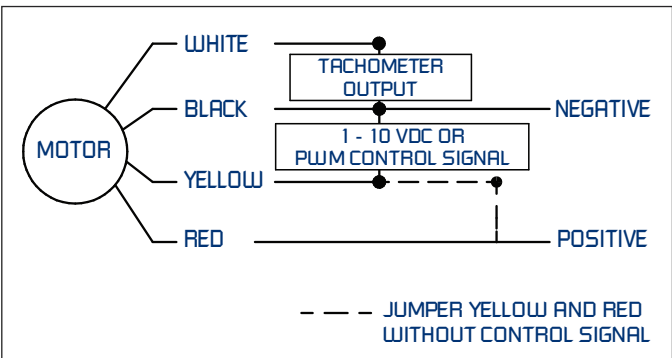 WHITE
TACHOMETER
OUTPUT
BLACK
NEGATIVE
MOTOR
1 - 10 VDC OR
PWM CONTROL SIGNAL
YELLOW
RED
POSITIVE
JUMPER YELLOW AND RED
WITHOUT CONTROL SIGNAL